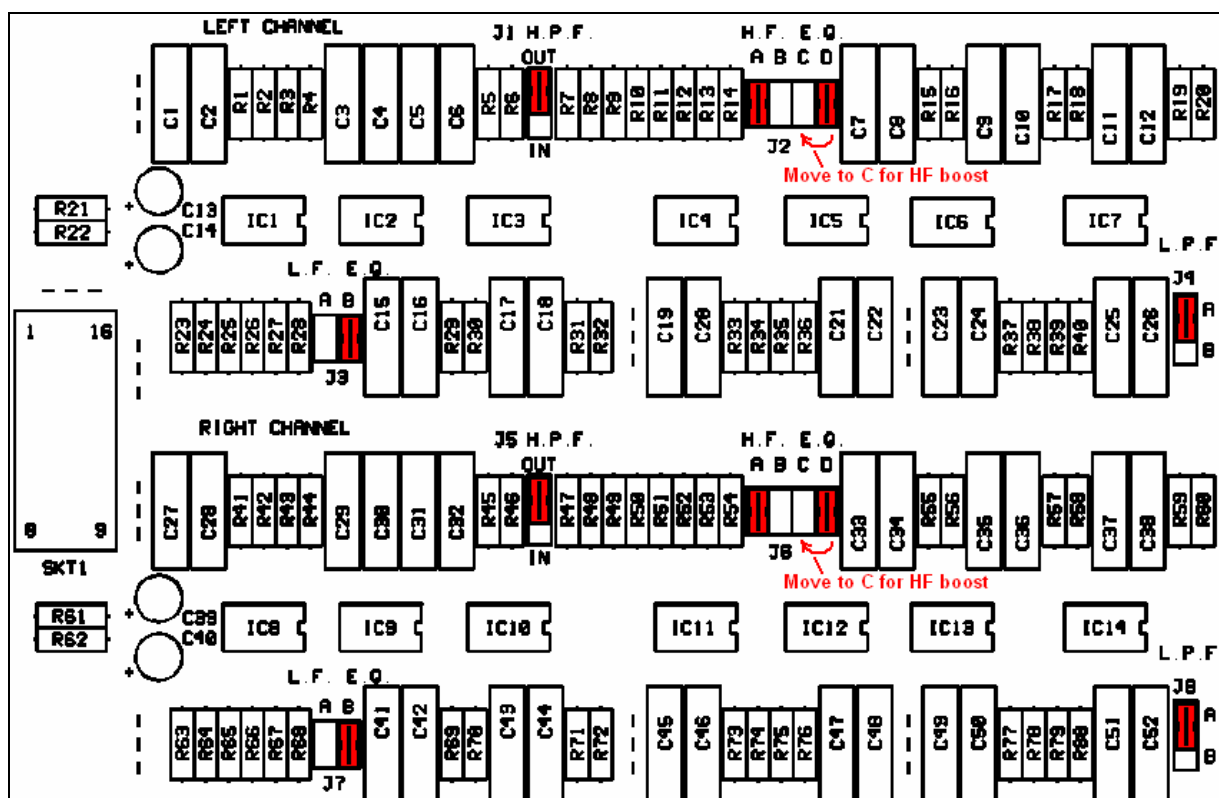 LEFT CHANNEL
J1 H.P.F.
H.F. E.Q.
OUT
A B C D
C1 C2 R1 R2 R3 R4 C3 C4 C5 C6 R5 R6 R7 R8 R9 R10 R11 R12 R13 R14 C7 C8 R15 R16 C9 C10 R17 R18 C11 C12 R19 R20
IN
J2
Move to C for HF boost
R21
R22
+ C13
C14
+
IC1 IC2 IC3 IC4 IC5 IC6 IC7
L.P.F
L.F. E.Q.
J4
A B
A
B
R23 R24 R25 R26 R27 R28 C15 C16 R29 R30 C17 C18 R31 R32 C19 C20 R33 R34 R35 R36 C21 C22 C23 C24 R37 R38 R39 R40 C25 C26
J3
1 16
8 9
SKT1
RIGHT CHANNEL
J5 H.P.F.
H.F. E.Q.
OUT
A B C D
C27 C28 R41 R42 R43 R44 C29 C30 C31 C32 R45 R46 R47 R48 R49 R50 R51 R52 R53 R54 C33 C34 R55 R56 C35 C36 R57 R58 C37 C38 R59 R60
IN
J6
Move to C for HF boost
R61
R62
+ C39
C40
+
IC8 IC9 IC10 IC11 IC12 IC13 IC14
L.P.F
L.F. E.Q.
J8
A B
A
B
R63 R64 R65 R66 R67 R68 C41 C42 R69 R70 C43 C44 R71 R72 C45 C46 R73 R74 R75 R76 C47 C48 C49 C50 R77 R78 R79 R80 C51 C52
J7